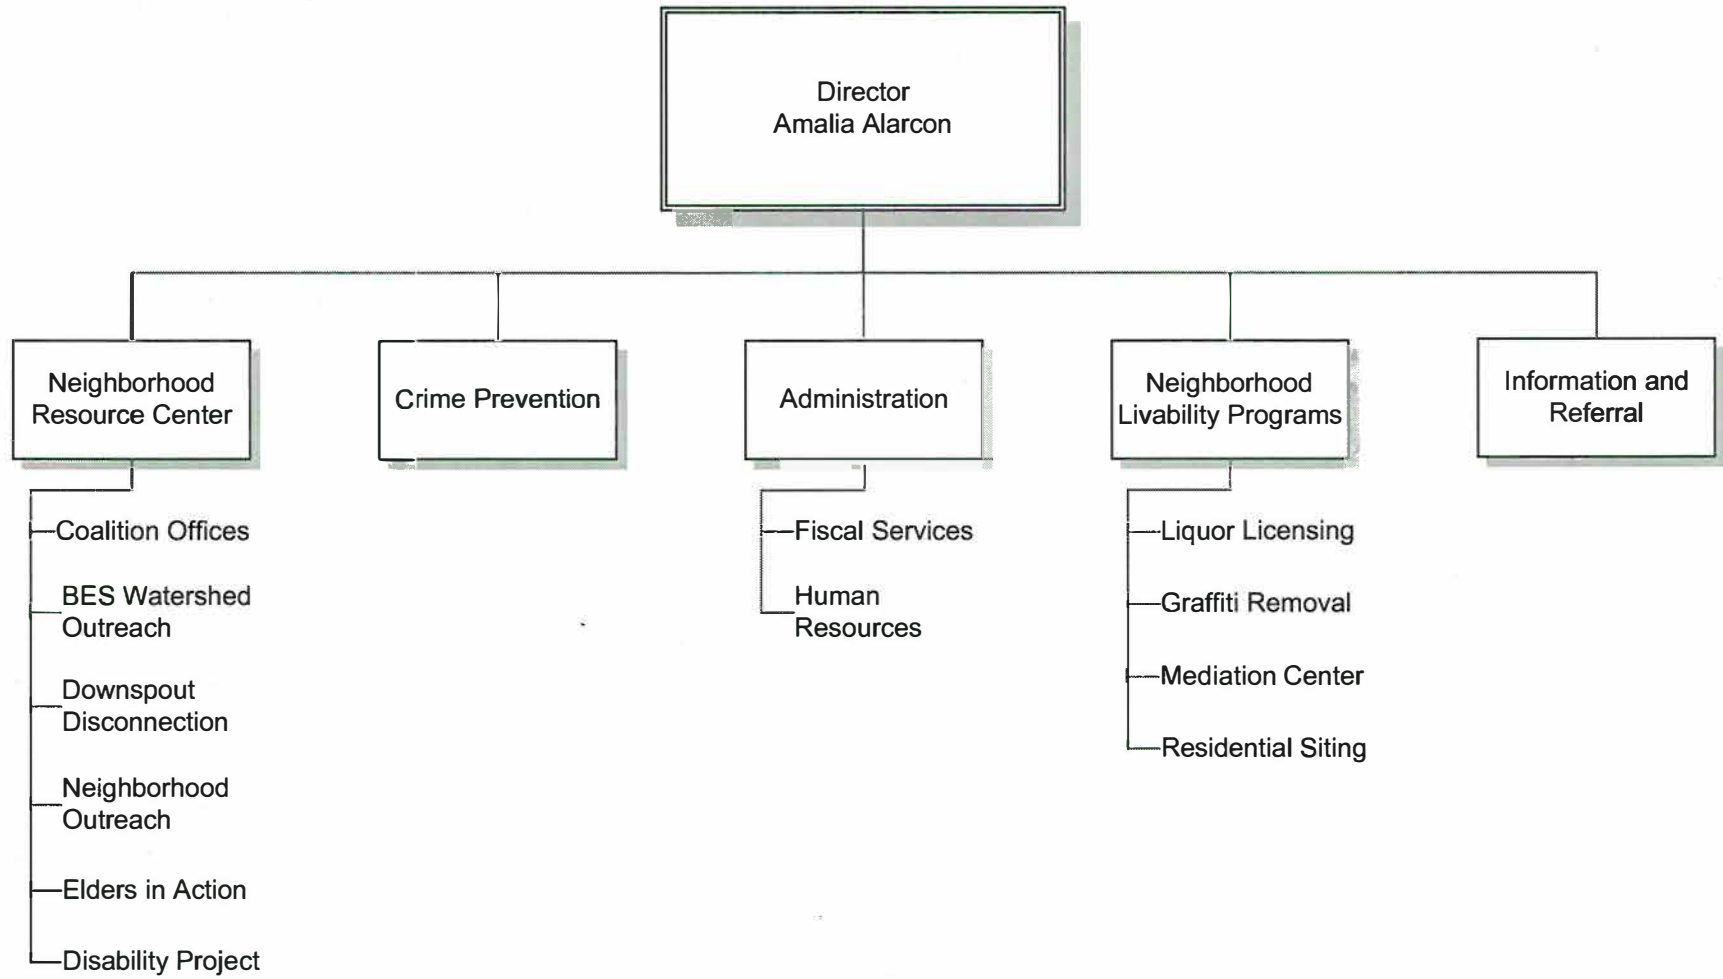 Director
Amalia Alarcon
Neighborhood
Resource Center
Crime Prevention
Administration
Neighborhood
Livability Programs
Information and
Referral
Coalition Offices
BES Watershed
Outreach
Downspout
Disconnection
Neighborhood
Outreach
Elders in Action
Disability Project
Fiscal Services
Human
Resources
Liquor Licensing
Graffiti Removal
Mediation Center
Residential Siting